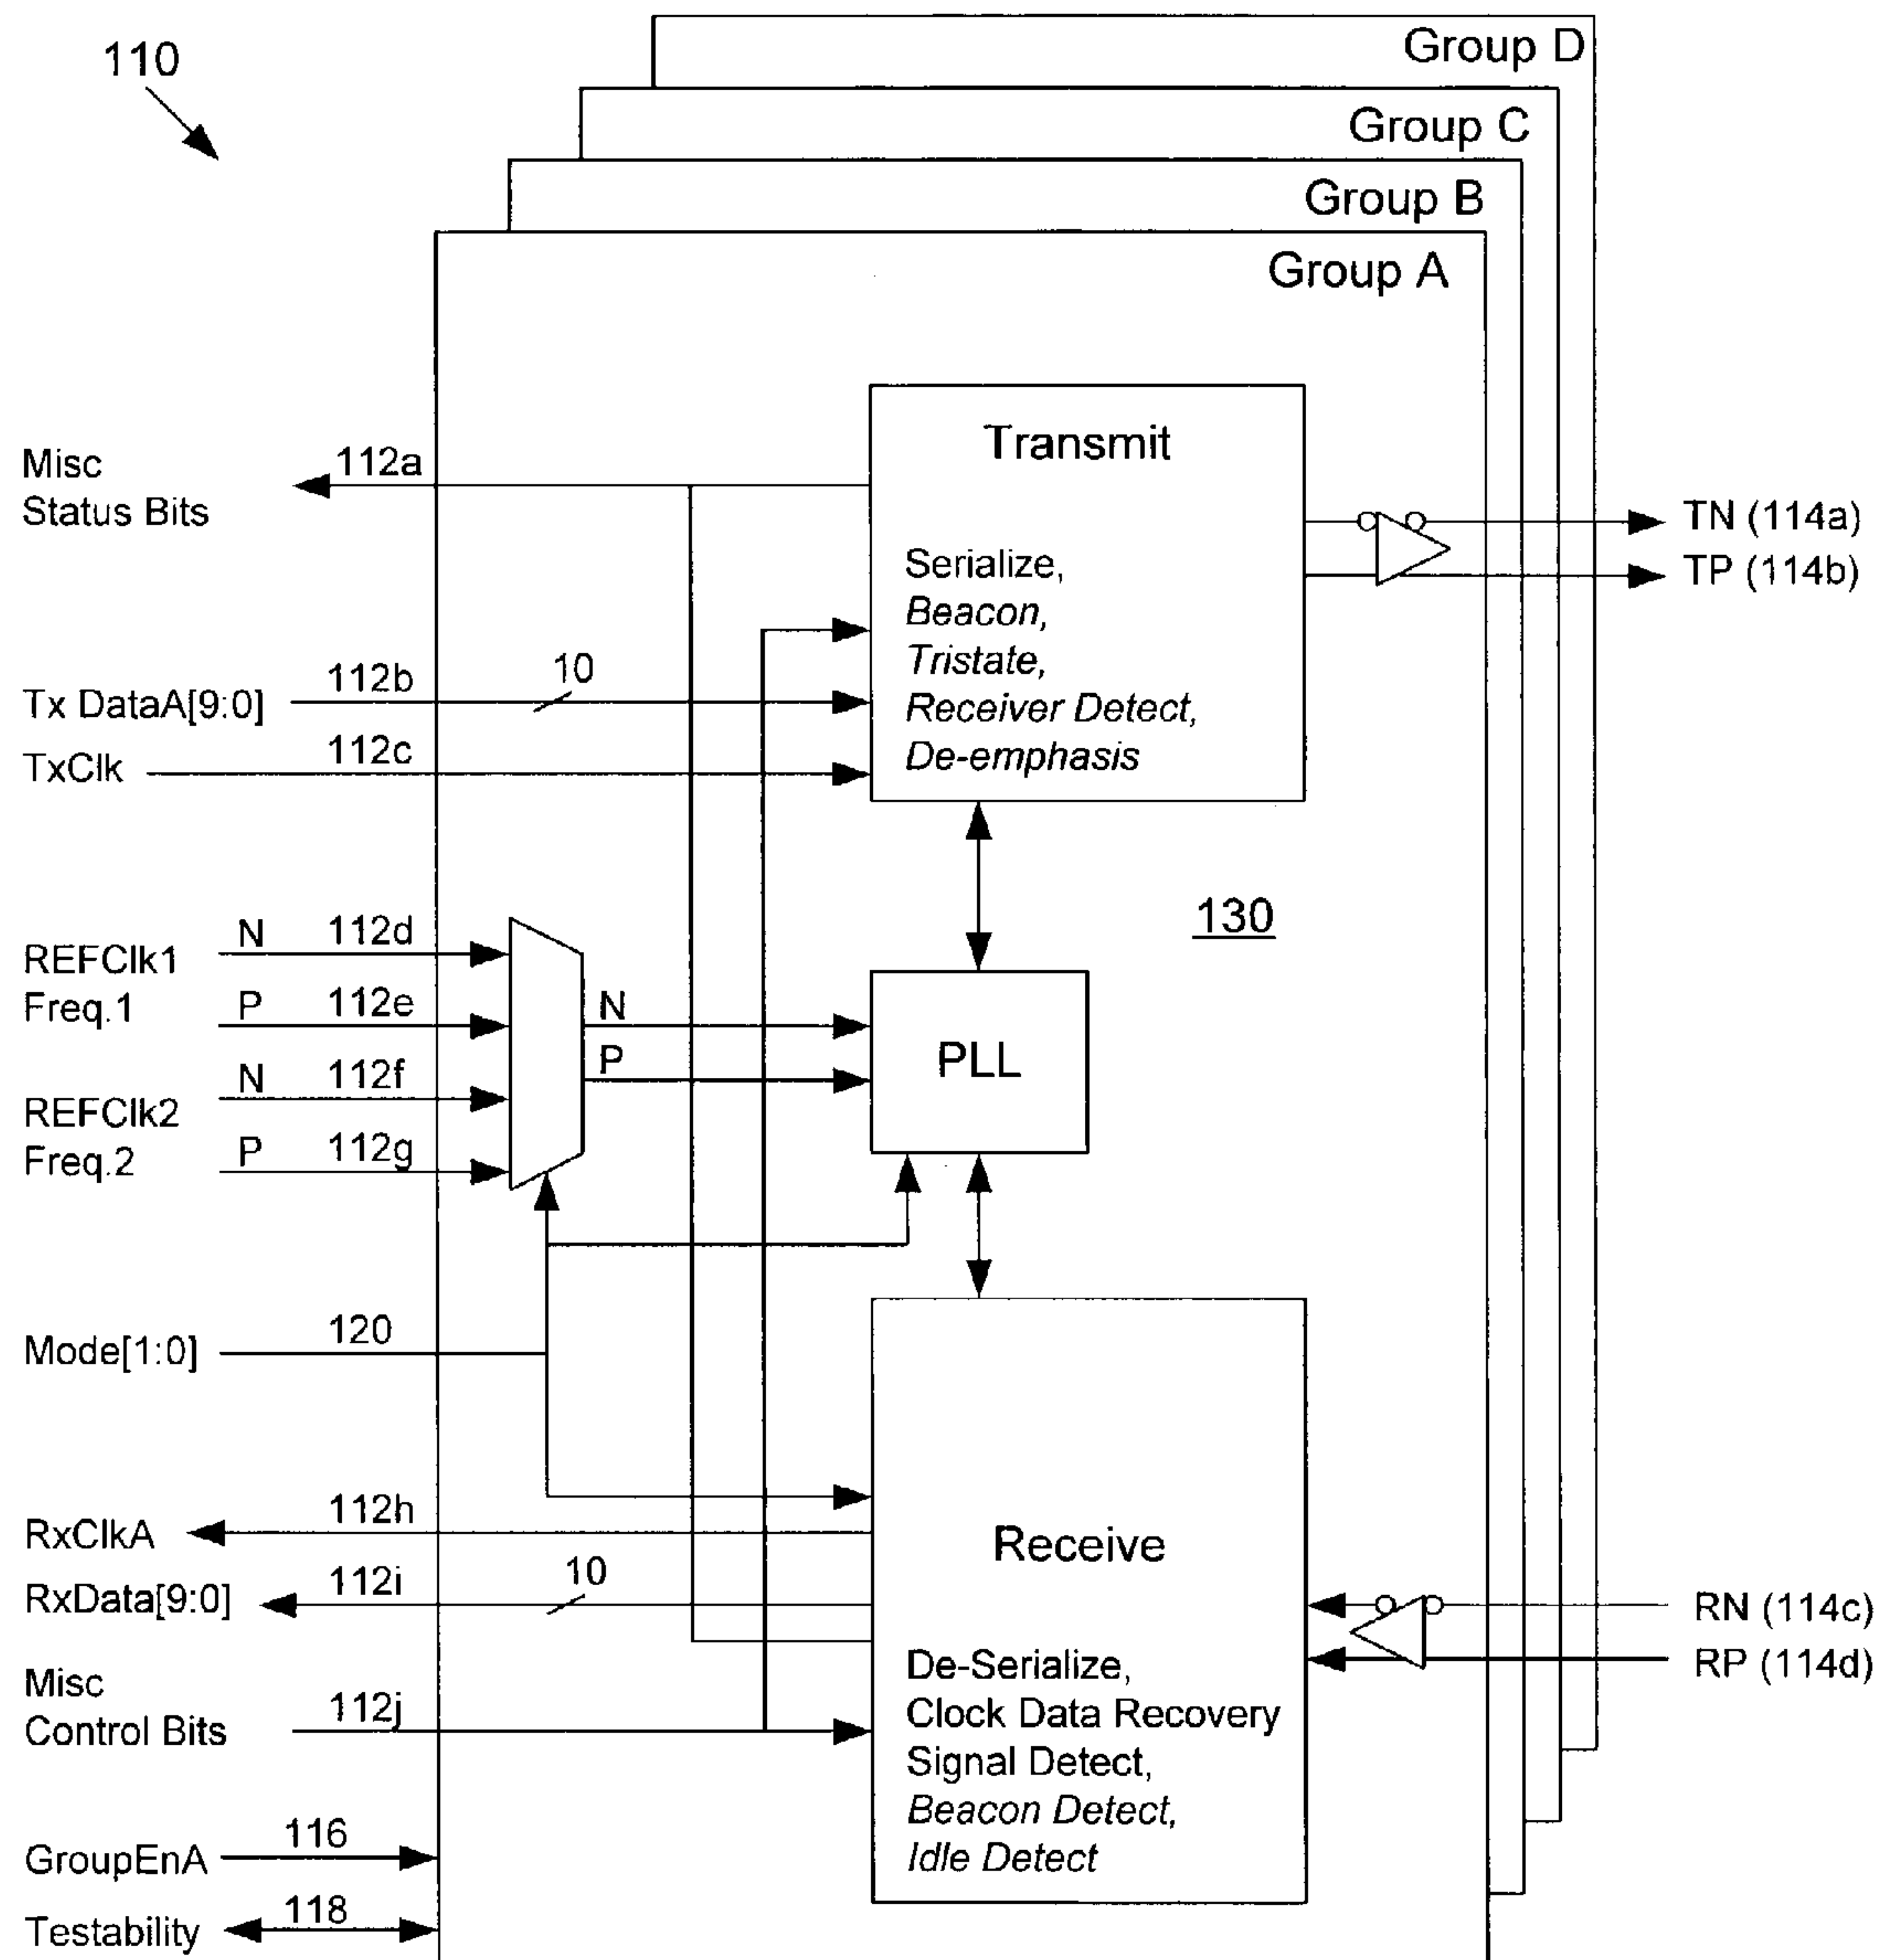 110
Group D
Group C
Group B
Group A
Misc
Status Bits
112a
Transmit
Serialize,
Beacon,
Tristate,
Receiver Detect,
De-emphasis
TN (114a)
TP (114b)
Tx DataA[9:0]
112b
10
TxClk
112c
130
REFClk1
Freq.1
N
112d
P
112e
REFClk2
Freq.2
N
112f
P
112g
N
P
PLL
Mode[1:0]
120
RxClkA
112h
RxData[9:0]
112i
10
Receive
De-Serialize,
Clock Data Recovery
Signal Detect,
Beacon Detect,
Idle Detect
RN (114c)
RP (114d)
Misc
Control Bits
112j
GroupEnA
116
Testability
118